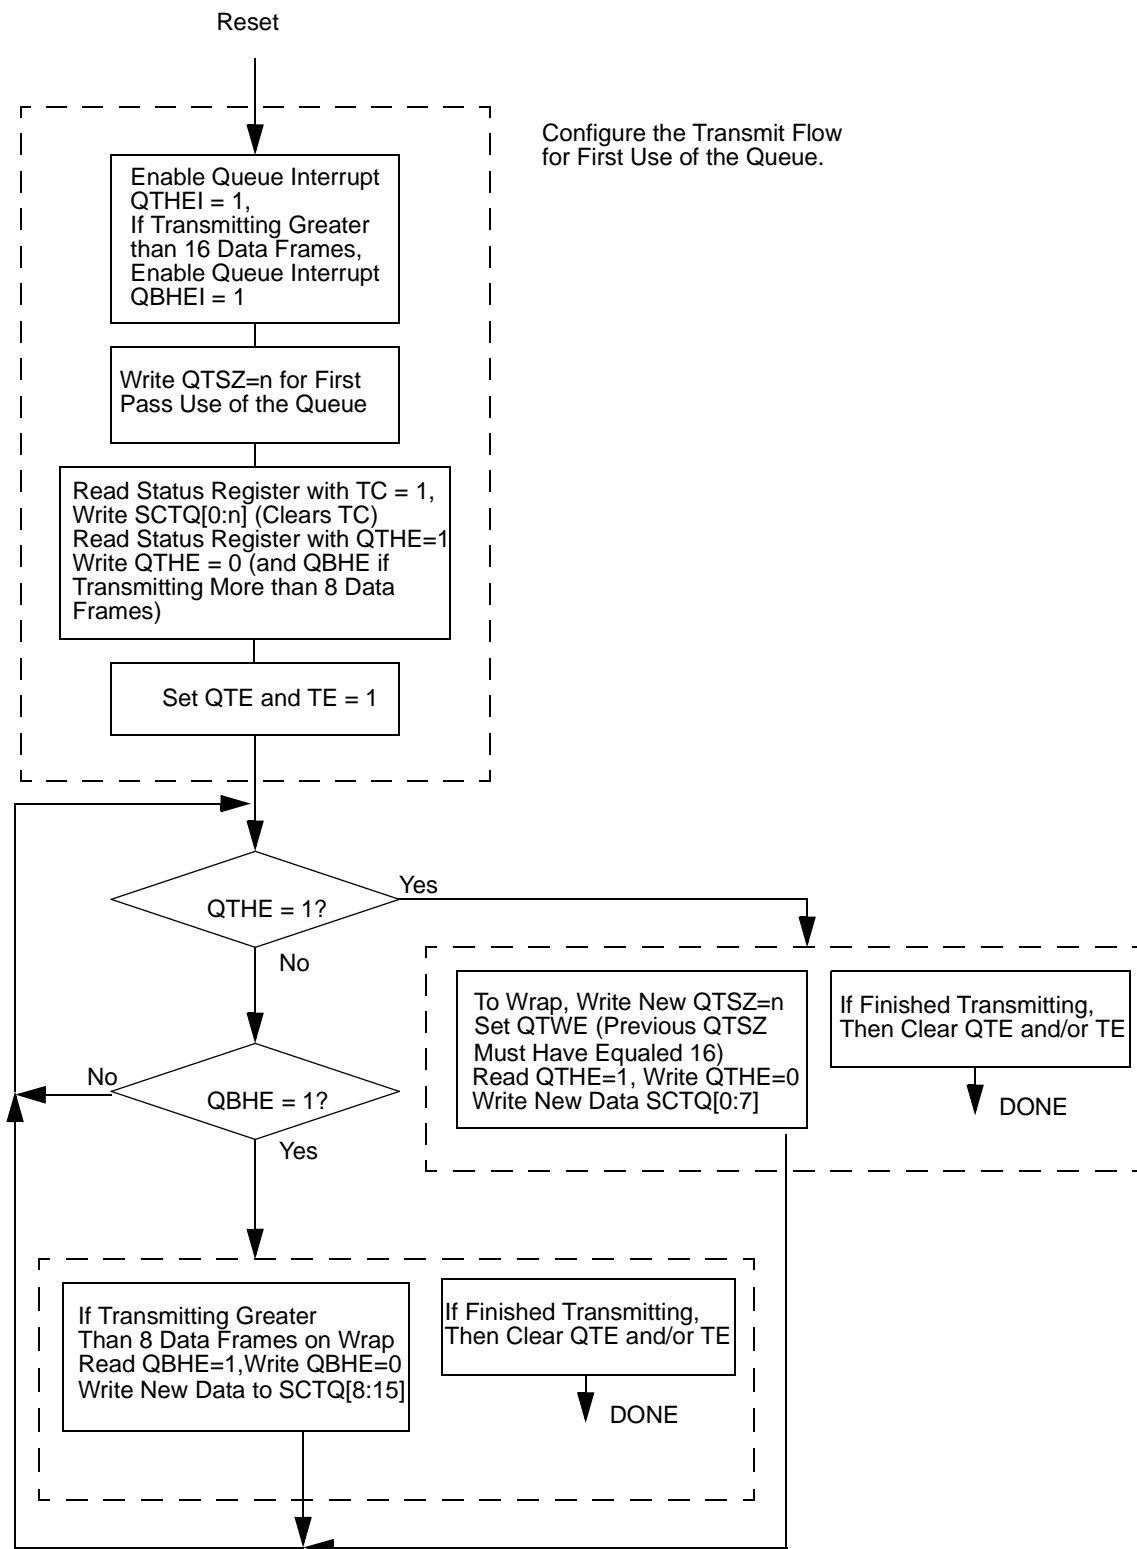 Reset
Configure the Transmit Flow
for First Use of the Queue.
Enable Queue Interrupt
QTHEI = 1,
If Transmitting Greater
than 16 Data Frames,
Enable Queue Interrupt
QBHEI = 1
Write QTSZ=n for First
Pass Use of the Queue
Read Status Register with TC = 1,
Write SCTQ[0:n] (Clears TC)
Read Status Register with QTHE=1
Write QTHE = 0 (and QBHE if
Transmitting More than 8 Data
Frames)
Set QTE and TE = 1
QTHE = 1?
Yes
No
To Wrap, Write New QTSZ=n
Set QTWE (Previous QTSZ
Must Have Equaled 16)
Read QTHE=1, Write QTHE=0
Write New Data SCTQ[0:7]
If Finished Transmitting,
Then Clear QTE and/or TE
DONE
No
QBHE = 1?
Yes
If Transmitting Greater
Than 8 Data Frames on Wrap
Read QBHE=1,Write QBHE=0
Write New Data to SCTQ[8:15]
If Finished Transmitting,
Then Clear QTE and/or TE
DONE